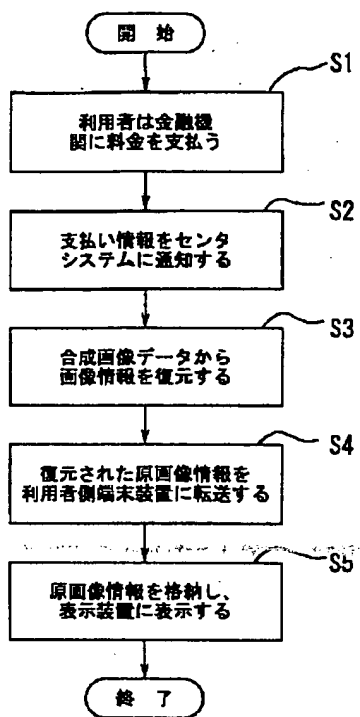 開 始
S1
利用者は金融機
関に料金を支払う
S2
支払い情報をセンタ
システムに通知する
S3
合成画像データから
画像情報を復元する
S4
復元された原画像情報を
利用者側端末装置に転送する
S5
原画像情報を格納し、
表示装置に表示する
終 了